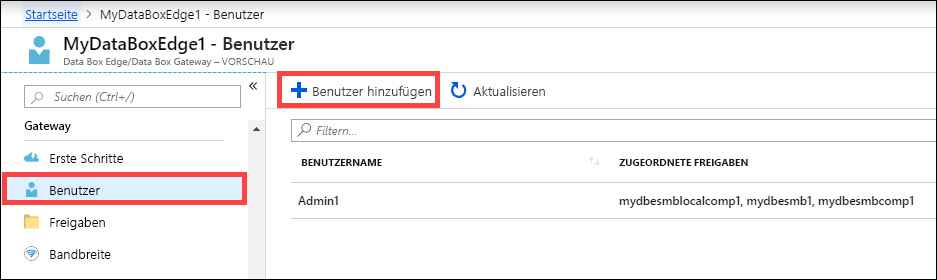 Startseite > MyDataBoxEdge1 - Benutzer
MyDataBoxEdge1 - Benutzer
Data Box Edge/Data Box Gateway – VORSCHAU
Suchen (Ctrl+/)
«
Gateway
Erste Schritte
Benutzer
Freigaben
Bandbreite
Benutzer hinzufügen Aktualisieren
Filtern...
BENUTZERNAME ↑↓ ZUGEORDNETE FREIGABEN
Admin1 mydbesmblocalcomp1, mydbesmb1, mydbesmbcomp1